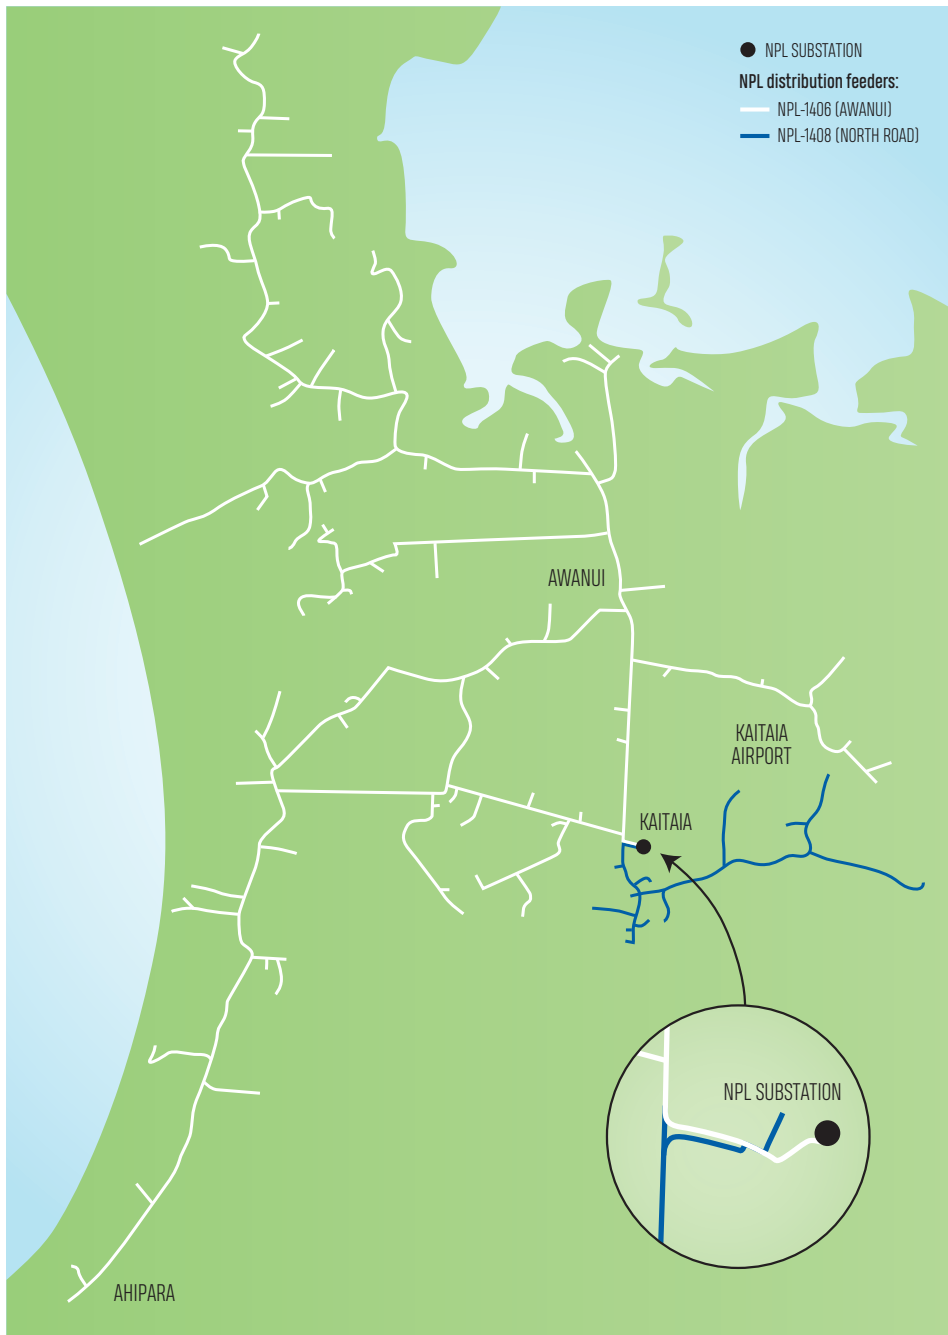 NPL SUBSTATION
NPL distribution feeders:
NPL-1406 (AWANUI)
NPL-1408 (NORTH ROAD)
AWANUI
KAITAIA
AIRPORT
KAITAIA
NPL SUBSTATION
AHIPARA